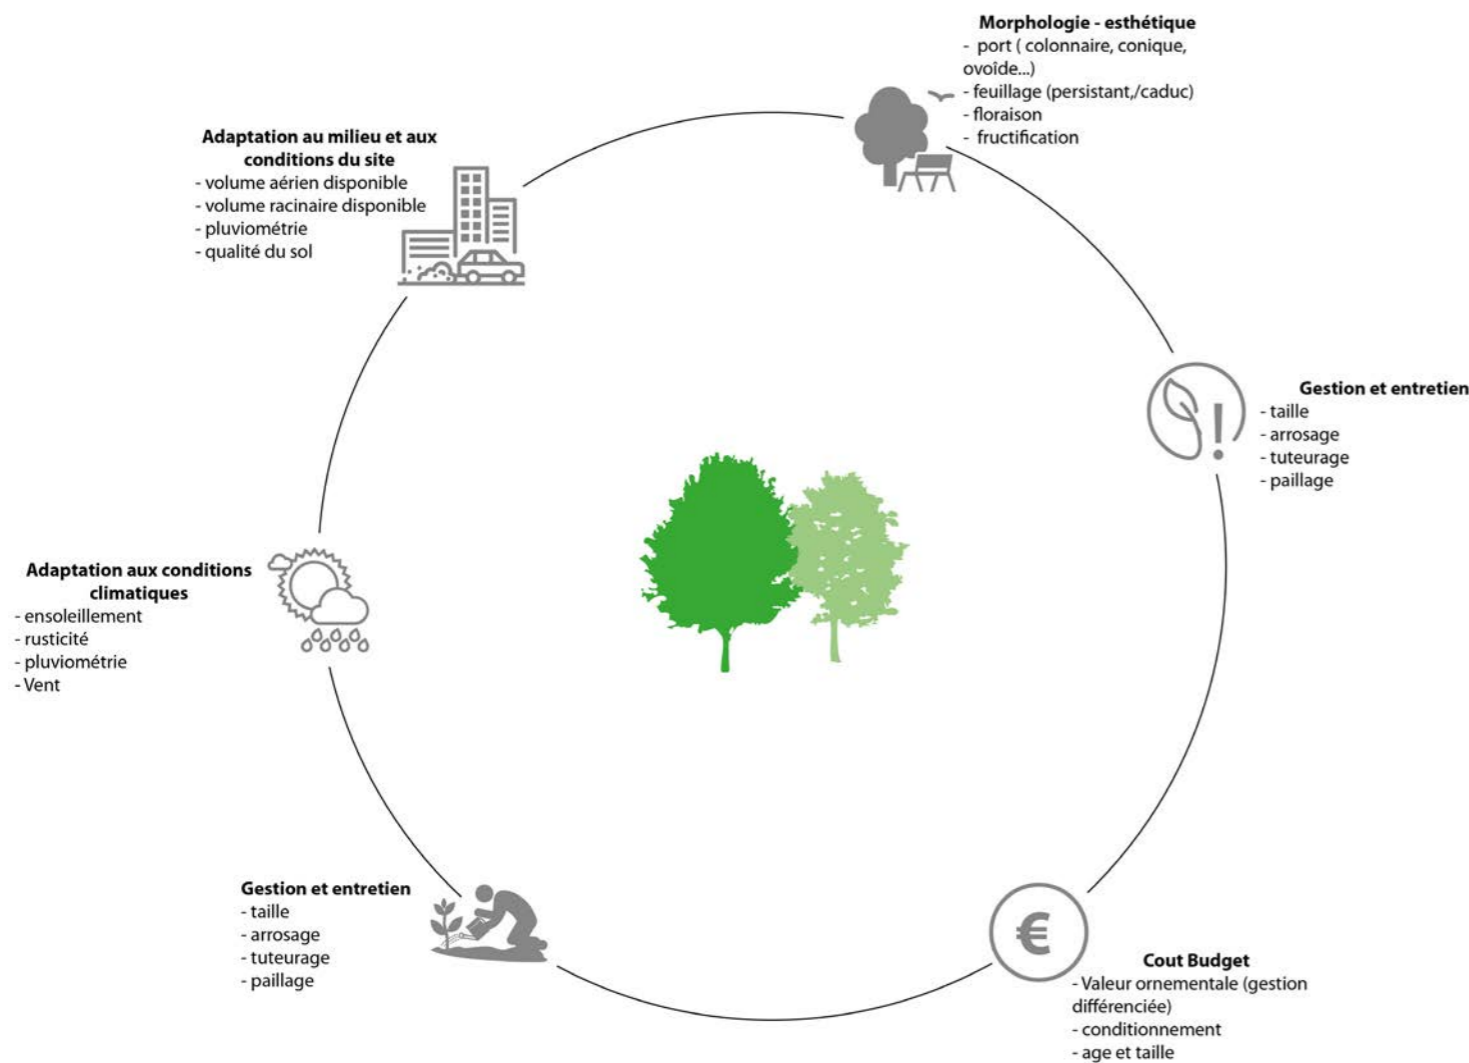 Morphologie - esthétique
- port ( colonnaire, conique,
ovoîde...)
- feuillage (persistant,/caduc)
- floraison
- fructification
Adaptation au milieu et aux
conditions du site
- volume aérien disponible
- volume racinaire disponible
- pluviométrie
- qualité du sol
Gestion et entretien
- taille
- arrosage
- tuteurage
- paillage
Adaptation aux conditions
climatiques
- ensoleillement
- rusticité
- pluviométrie
- Vent
Gestion et entretien
- taille
- arrosage
- tuteurage
- paillage
€
Cout Budget
- Valeur ornementale (gestion
différenciée)
- conditionnement
- age et taille